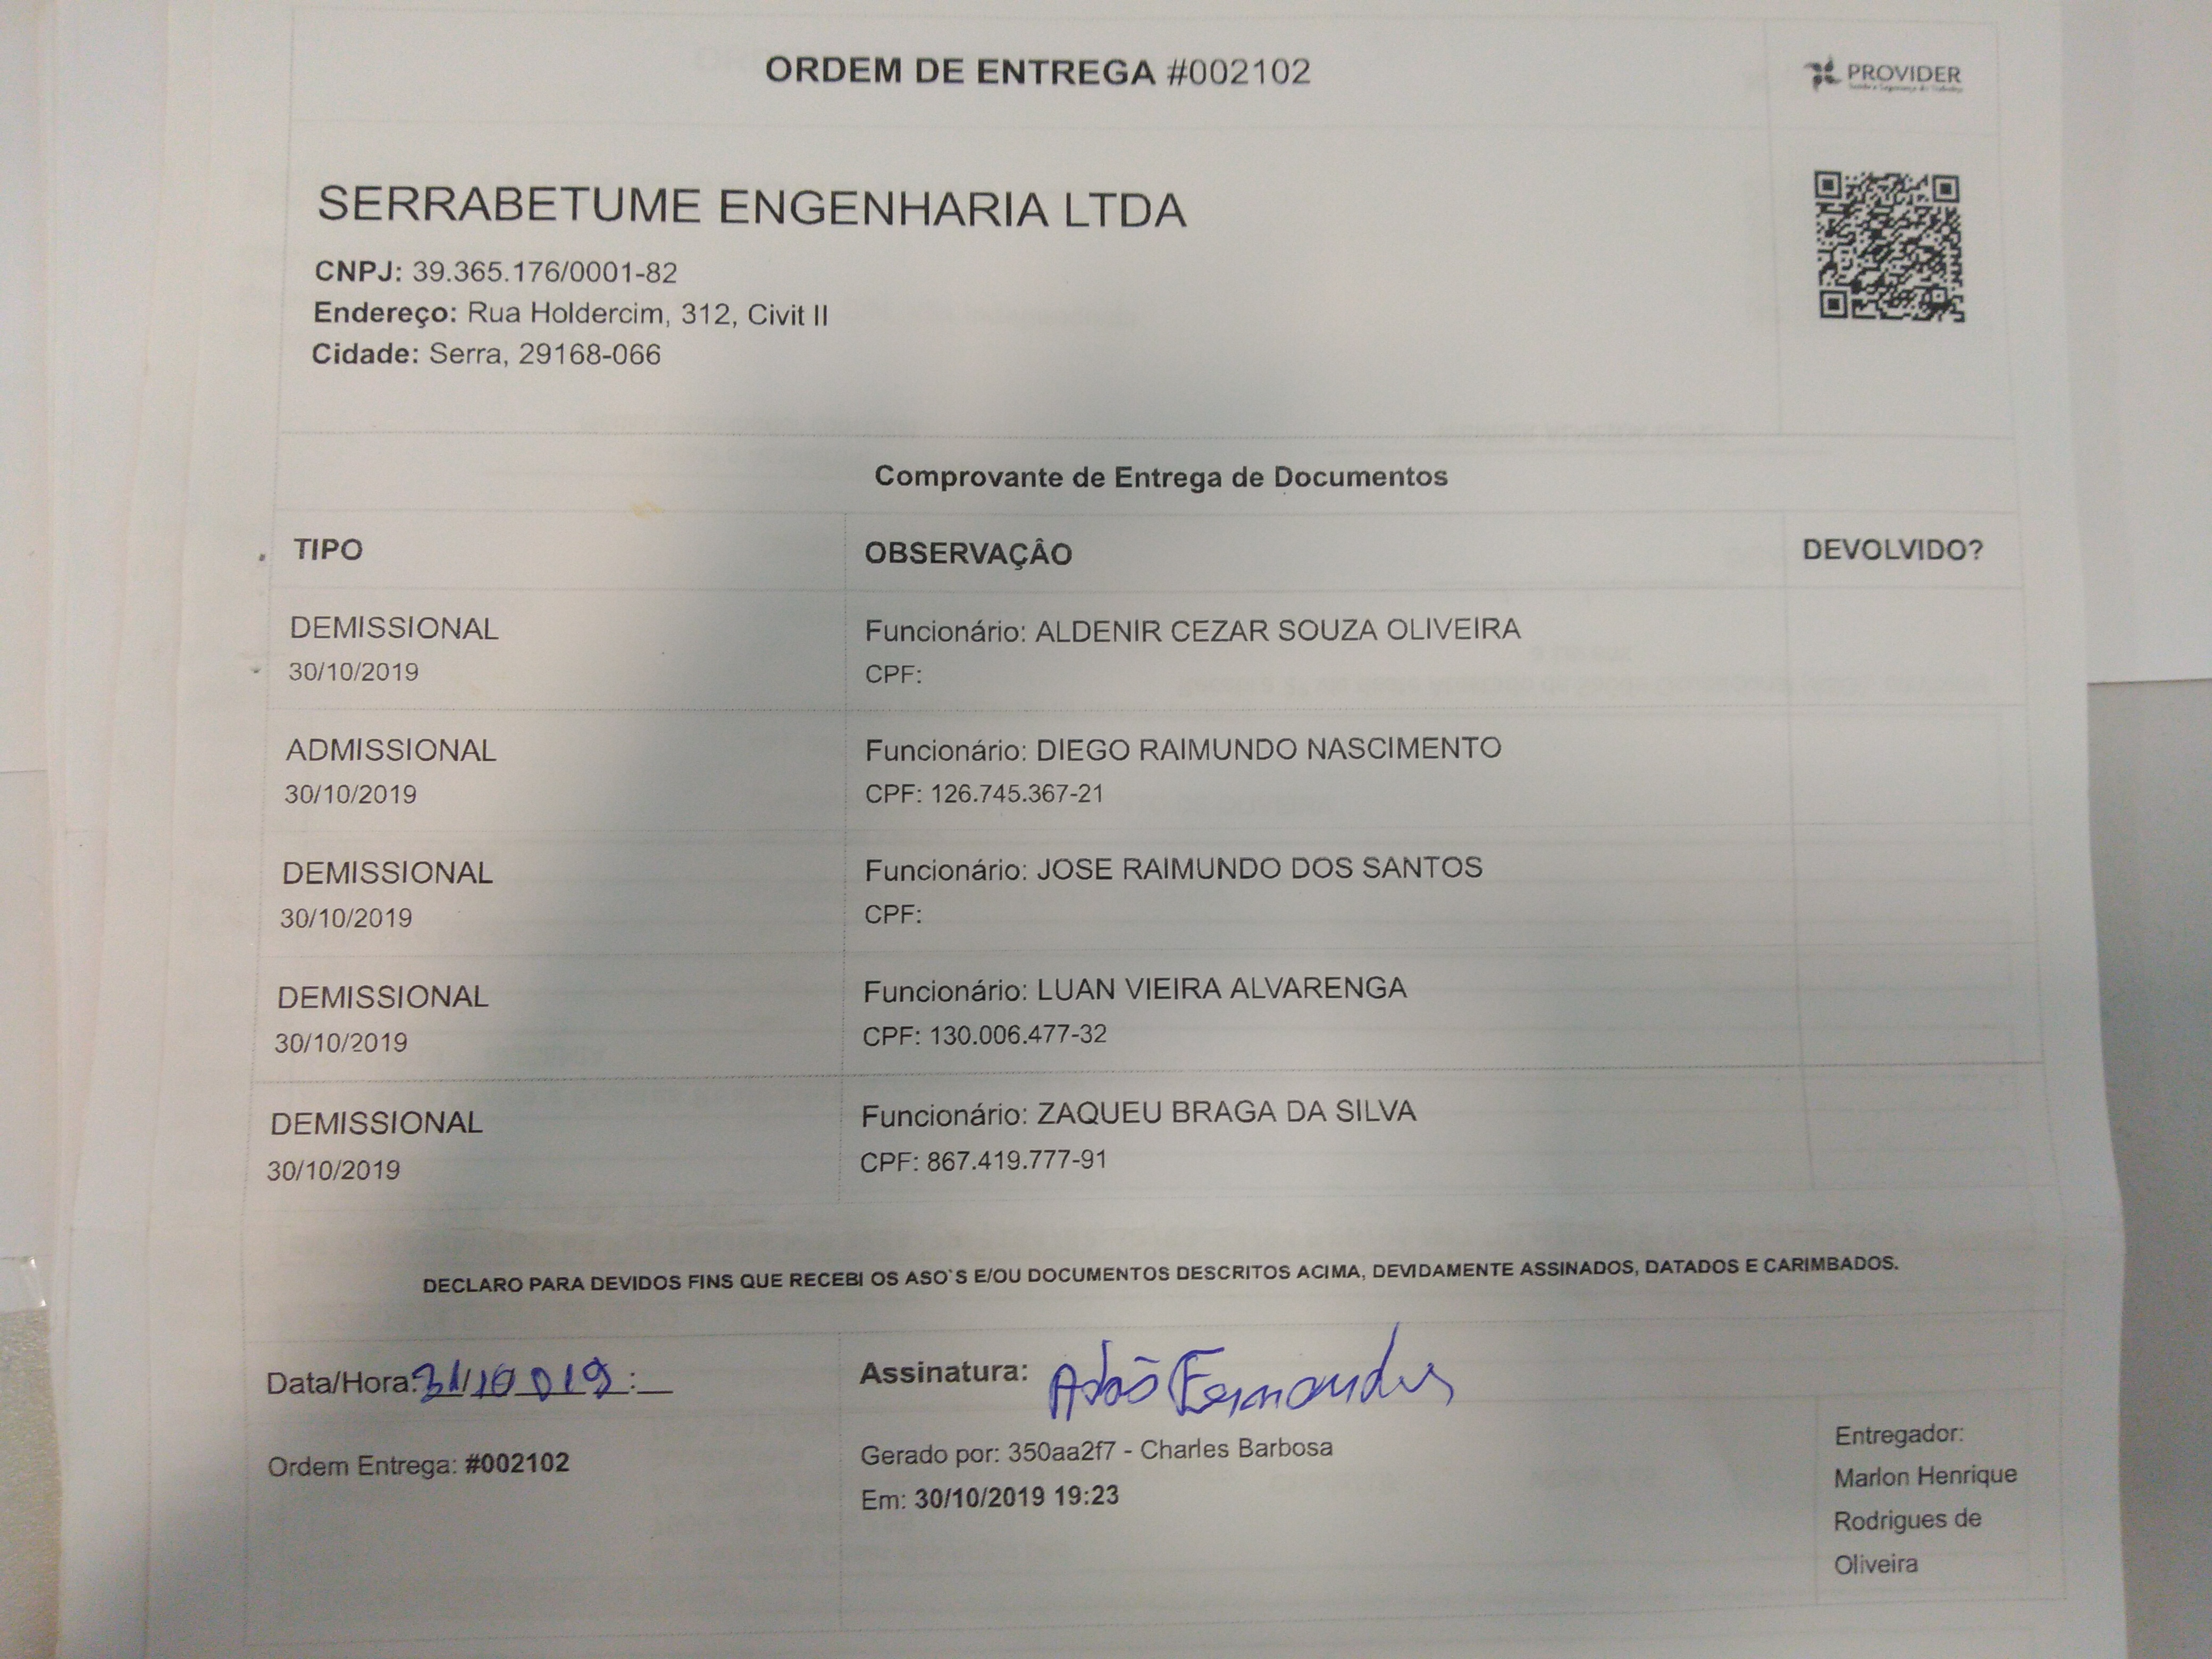 ORDEM DE ENTREGA #002102
PROVIDER
Saúde e Segurança do Trabalho
SERRABETUME ENGENHARIA LTDA
CNPJ: 39.365.176/0001-82
Endereço: Rua Holdercim, 312, Civit II
Cidade: Serra, 29168-066
Comprovante de Entrega de Documentos
TIPO OBSERVAÇÃO DEVOLVIDO?
DEMISSIONAL Funcionário: ALDENIR CEZAR SOUZA OLIVEIRA
30/10/2019 CPF:
ADMISSIONAL Funcionário: DIEGO RAIMUNDO NASCIMENTO
30/10/2019 CPF: 126.745.367-21
DEMISSIONAL Funcionário: JOSE RAIMUNDO DOS SANTOS
30/10/2019 CPF:
DEMISSIONAL Funcionário: LUAN VIEIRA ALVARENGA
30/10/2019 CPF: 130.006.477-32
DEMISSIONAL Funcionário: ZAQUEU BRAGA DA SILVA
30/10/2019 CPF: 867.419.777-91
DECLARO PARA DEVIDOS FINS QUE RECEBI OS ASO`S E/OU DOCUMENTOS DESCRITOS ACIMA, DEVIDAMENTE ASSINADOS, DATADOS E CARIMBADOS.
Data/Hora: 31/10 019 :__ Assinatura: Adão Fernandes
Ordem Entrega: #002102
Gerado por: 350aa2f7 - Charles Barbosa
Em: 30/10/2019 19:23
Entregador:
Marlon Henrique
Rodrigues de
Oliveira